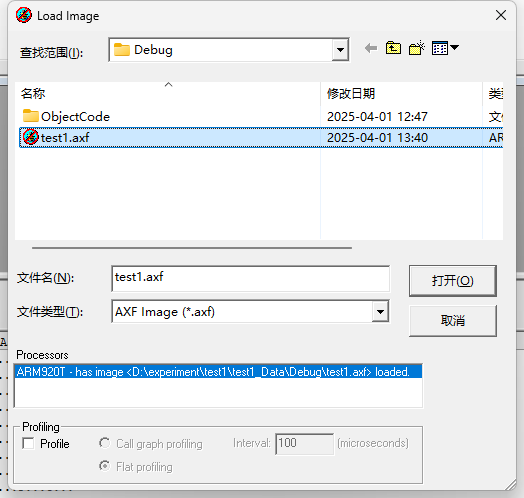 Load Image
查找范围(I):
Debug
名称
修改日期
类
ObjectCode
2025-04-01 12:47
文
test1.axf
2025-04-01 13:40
AR
文件名(N):
test1.axf
打开(O)
文件类型(T):
AXF Image (*.axf)
取消
Processors
ARM920T - has image <D:\experiment\test1\test1_Data\Debug\test1.axf> loaded.
Profiling
Profile
Call graph profiling
Interval:
100
(microseconds)
Flat profiling